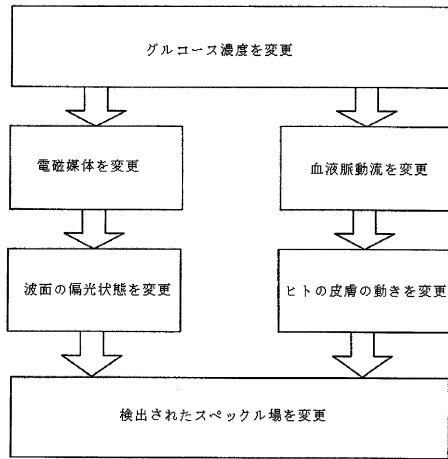 グルコース濃度を変更
電磁媒体を変更
血液脈動流を変更
波面の偏光状態を変更
ヒトの皮膚の動きを変更
検出されたスペックル場を変更